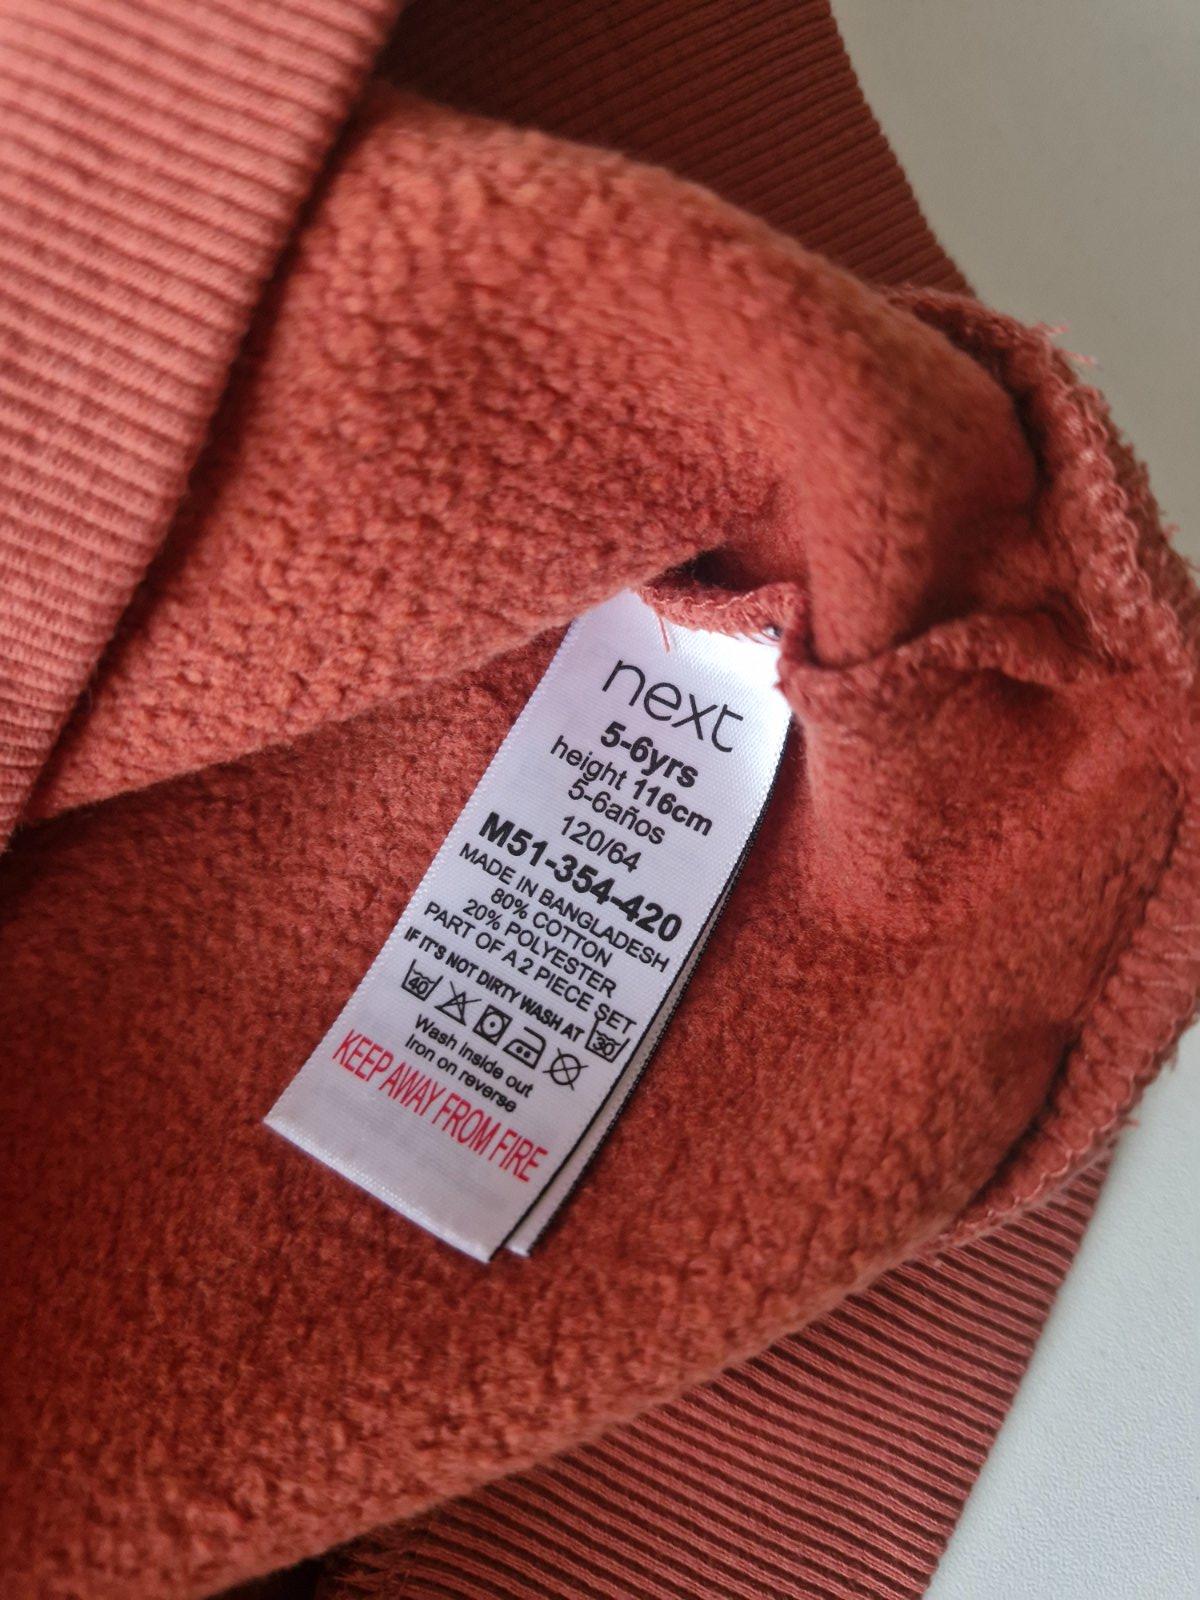 next
5-6yrs
height 116cm
5-6años
120/64
M51-354-420
MADE IN BANGLADESH
80% COTTON
20% POLYESTER
PART OF A 2 PIECE SET
IF IT'S NOT DIRTY WASH AT 30
40
Wash inside out
Iron on reverse
KEEP AWAY FROM FIRE